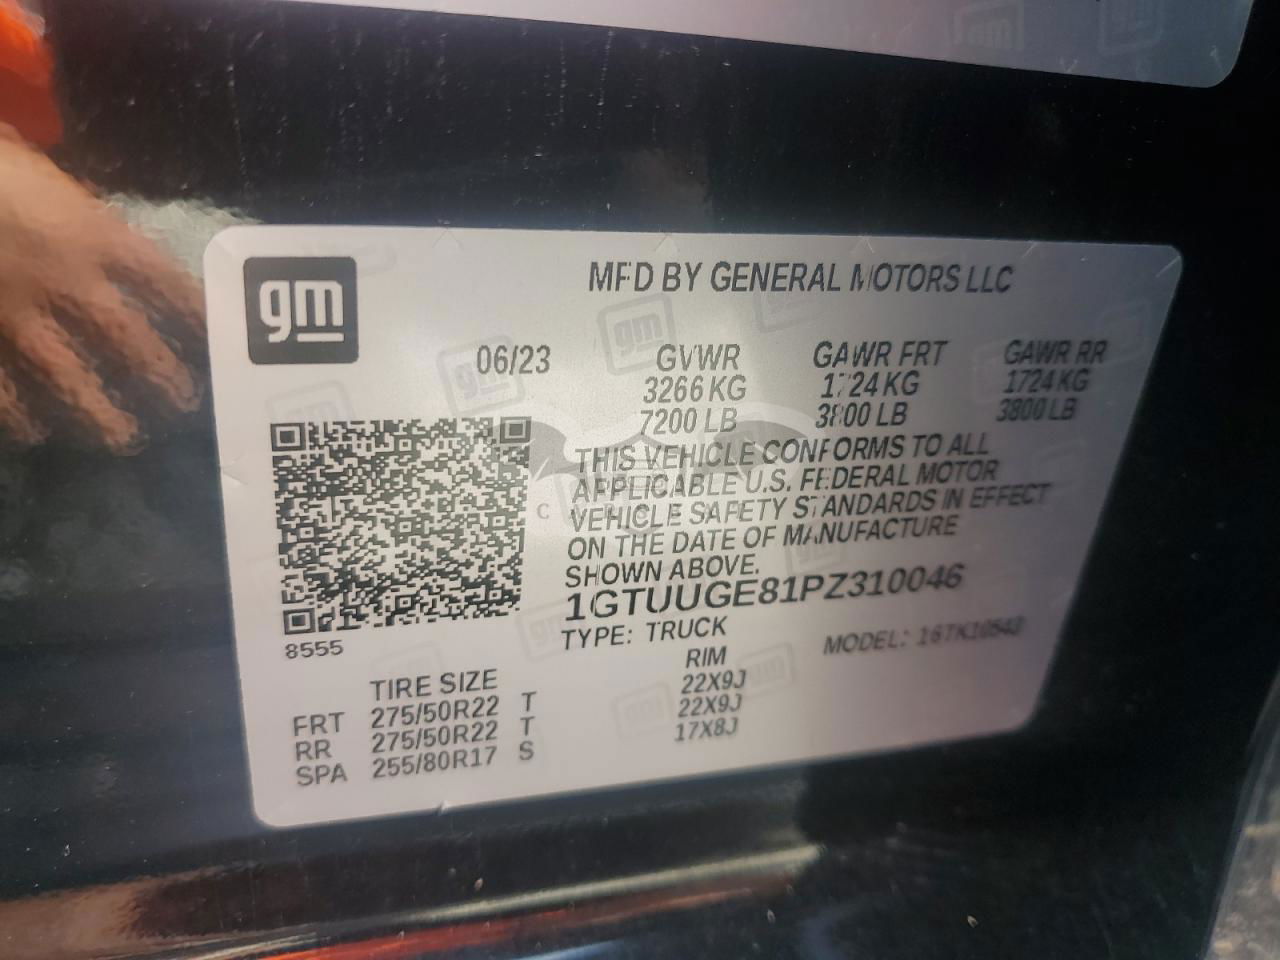 gm
MFD BY GENERAL MOTORS LLC
06/23 GVWR GAWR FRT GAWR RR
3266 KG 1724 KG 1724 KG
7200 LB 3800 LB 3800 LB
THIS VEHICLE CONFORMS TO ALL
APPLICABLE U.S. FEDERAL MOTOR
VEHICLE SAFETY STANDARDS IN EFFECT
ON THE DATE OF MANUFACTURE
SHOWN ABOVE.
1GTUUGE81PZ310046
8555
TYPE: TRUCK MODEL: 16TK10543
TIRE SIZE RIM
FRT 275/50R22 T 22X9J
RR 275/50R22 T 22X9J
SPA 255/80R17 S 17X8J